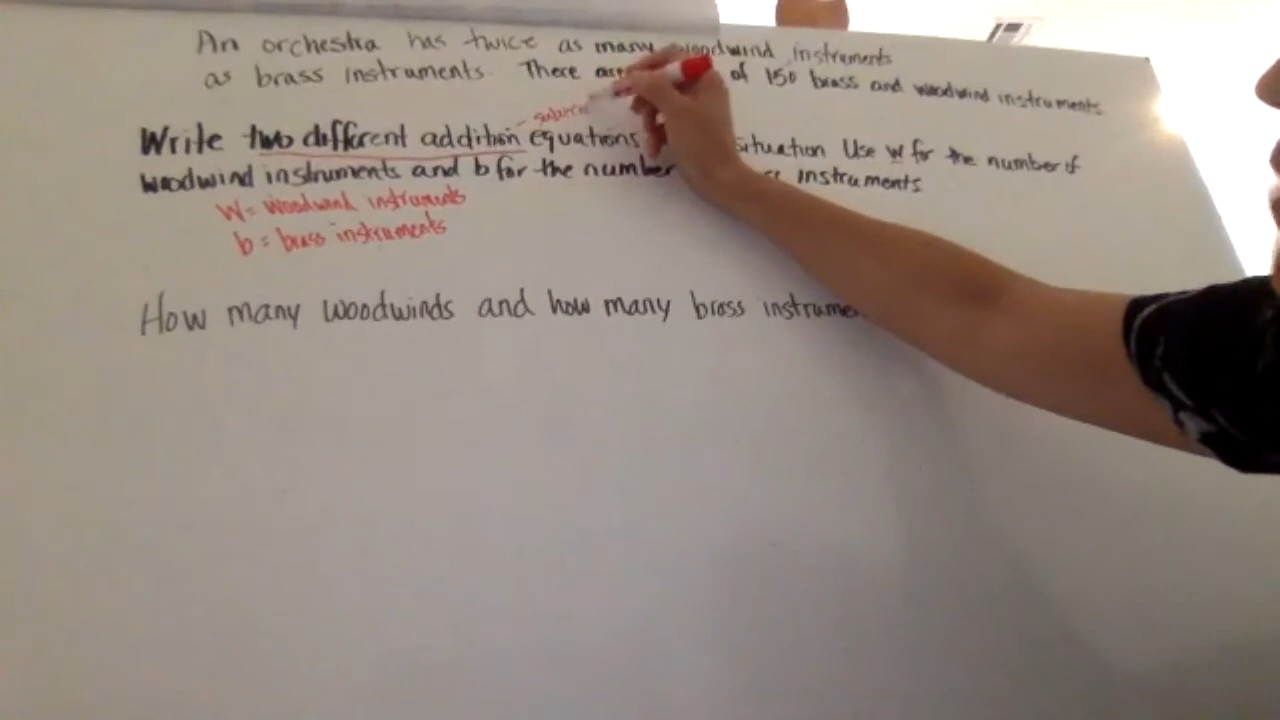 An orchestra has twice as many woodwind instruments
as brass instruments. There are of 150 brass and woodwind instruments.
Write two different addition equations situation Use w for the number of
woodwind instruments and b for the number instruments
W = woodwind instruments
b = brass instruments
How many woodwinds and how many brass